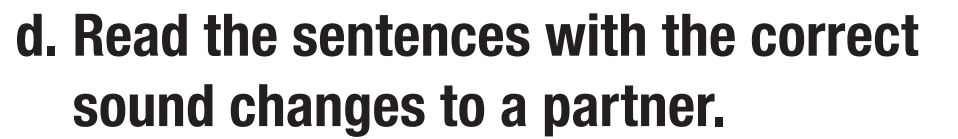 d. Read the sentences with the correct
sound changes to a partner.